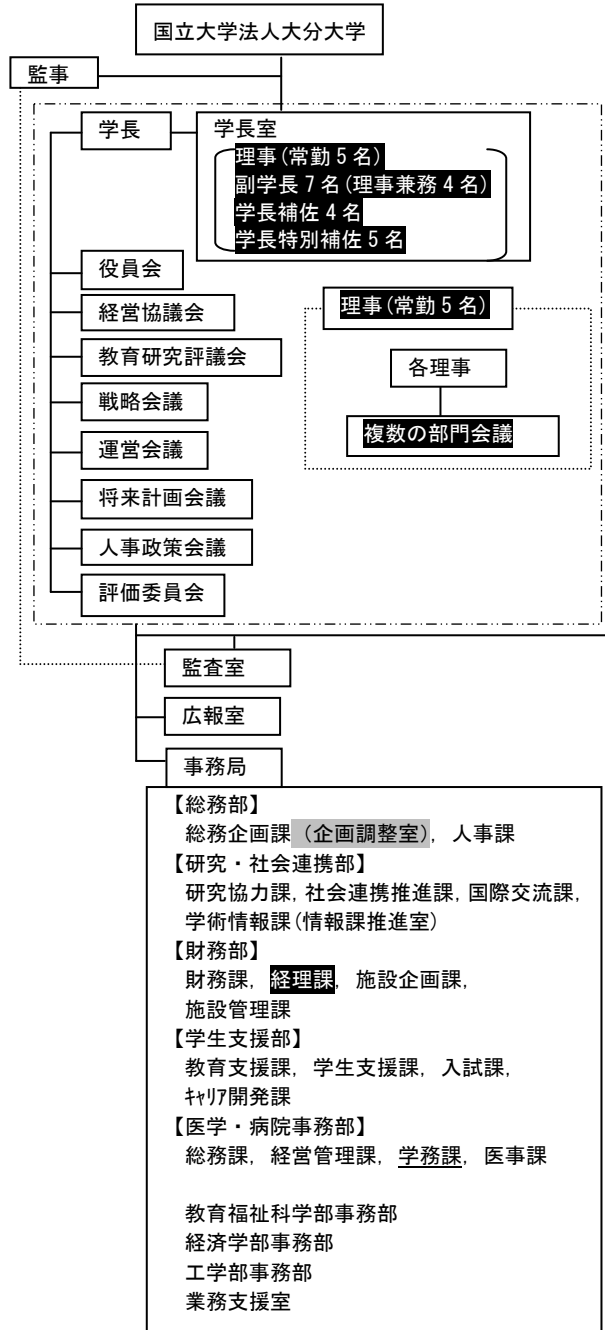 国立大学法人大分大学
監事
学長
学長室
理事(常勤5名)
副学長7名(理事兼務4名)
学長補佐4名
学長特別補佐5名
役員会
経営協議会
教育研究評議会
戦略会議
運営会議
将来計画会議
人事政策会議
評価委員会
理事(常勤5名)
各理事
複数の部門会議
監査室
広報室
事務局
【総務部】
総務企画課(企画調整室), 人事課
【研究・社会連携部】
研究協力課, 社会連携推進課, 国際交流課,
学術情報課(情報課推進室)
【財務部】
財務課, 経理課, 施設企画課,
施設管理課
【学生支援部】
教育支援課, 学生支援課, 入試課,
ｷｬﾘｱ開発課
【医学・病院事務部】
総務課, 経営管理課, 学務課, 医事課
教育福祉科学部事務部
経済学部事務部
工学部事務部
業務支援室